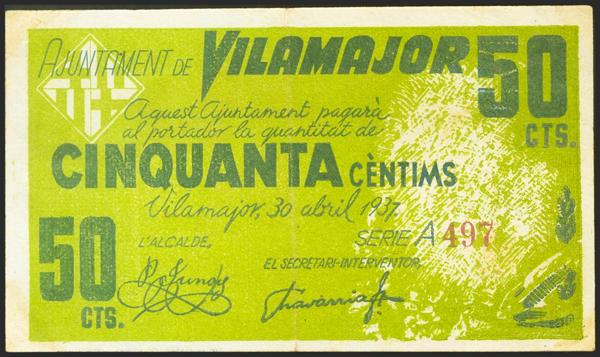 AJUNTAMENT DE VILAMAJOR
50
CTS.
Aquest Ajuntament pagarà
al portador la quantitat de
CINQUANTA CÈNTIMS
Vilamajor, 30 abril 1937.
SERIE A 497
50
CTS.
L'ALCALDE,
EL SECRETARI-INTERVENTOR,